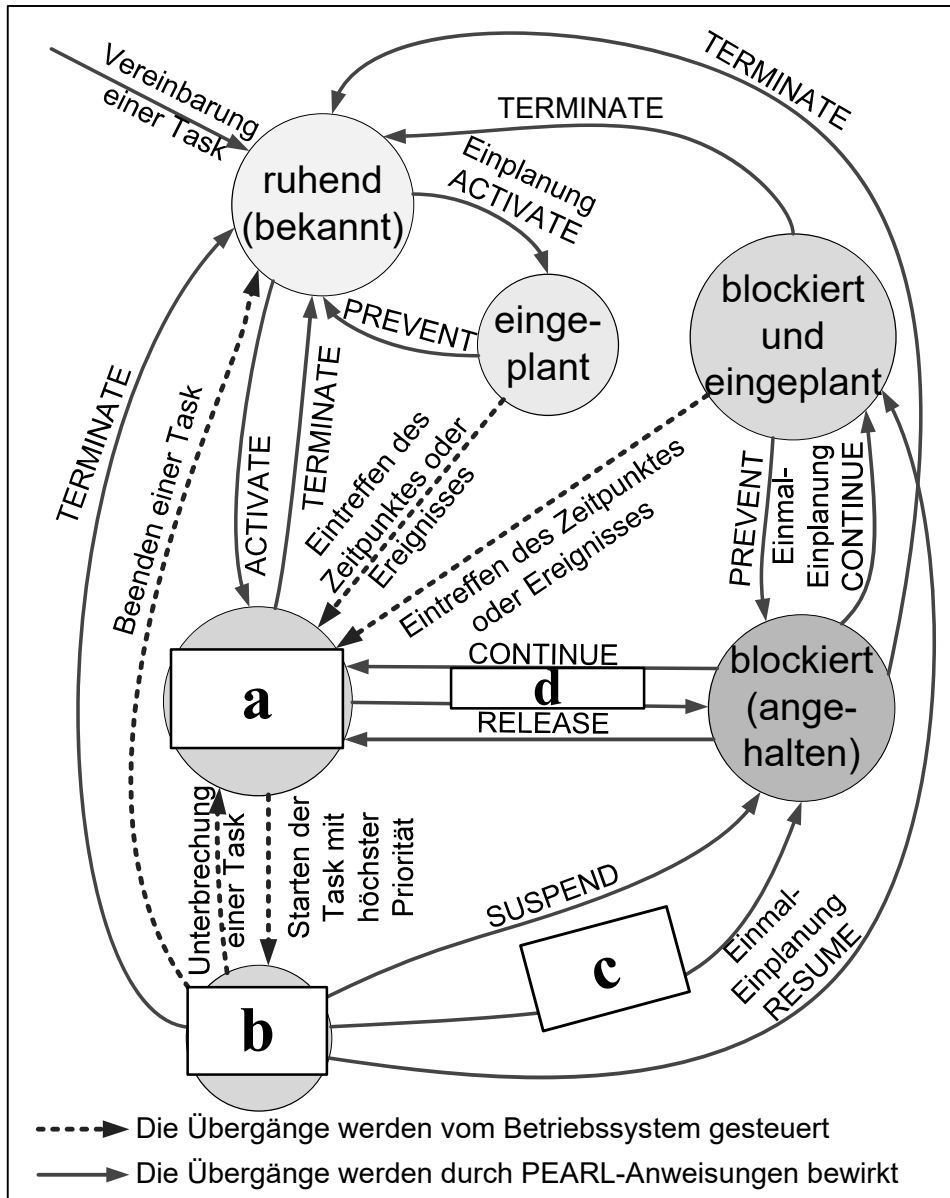 Vereinbarung
einer Task
TERMINATE
TERMINATE
ruhend
(bekannt)
Einplanung
ACTIVATE
PREVENT
einge-
plant
blockiert
und
eingeplant
TERMINATE
Beenden einer Task
ACTIVATE
TERMINATE
Eintreffen des
Zeitpunktes oder
Ereignisses
Eintreffen des Zeitpunktes
oder Ereignisses
PREVENT
Einmal-
Einplanung
CONTINUE
a
CONTINUE
d
RELEASE
blockiert
(ange-
halten)
Unterbrechung
einer Task
Starten der
Task mit
höchster
Priorität
SUSPEND
c
Einmal-
Einplanung
RESUME
b
Die Übergänge werden vom Betriebssystem gesteuert
Die Übergänge werden durch PEARL-Anweisungen bewirkt